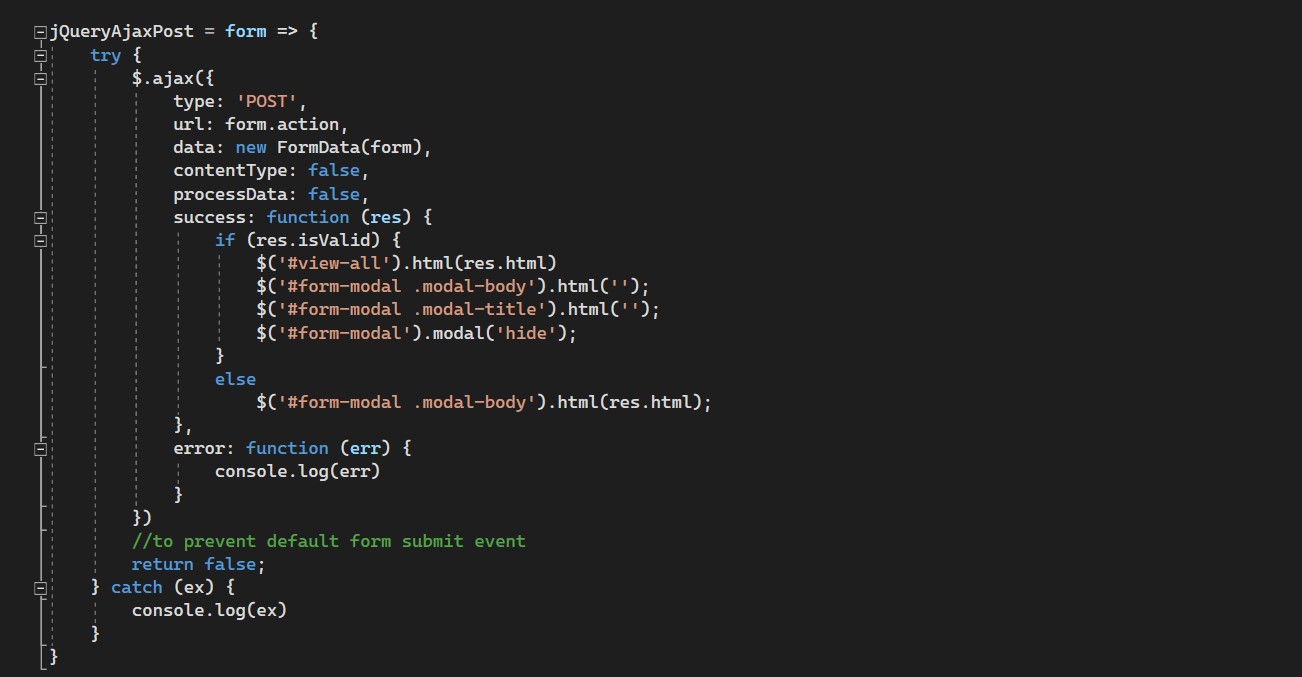 jQueryAjaxPost = form => {
    try {
        $.ajax({
            type: 'POST',
            url: form.action,
            data: new FormData(form),
            contentType: false,
            processData: false,
            success: function (res) {
                if (res.isValid) {
                    $('#view-all').html(res.html)
                    $('#form-modal .modal-body').html('');
                    $('#form-modal .modal-title').html('');
                    $('#form-modal').modal('hide');
                }
                else
                    $('#form-modal .modal-body').html(res.html);
            },
            error: function (err) {
                console.log(err)
            }
        })
        //to prevent default form submit event
        return false;
    } catch (ex) {
        console.log(ex)
    }
}